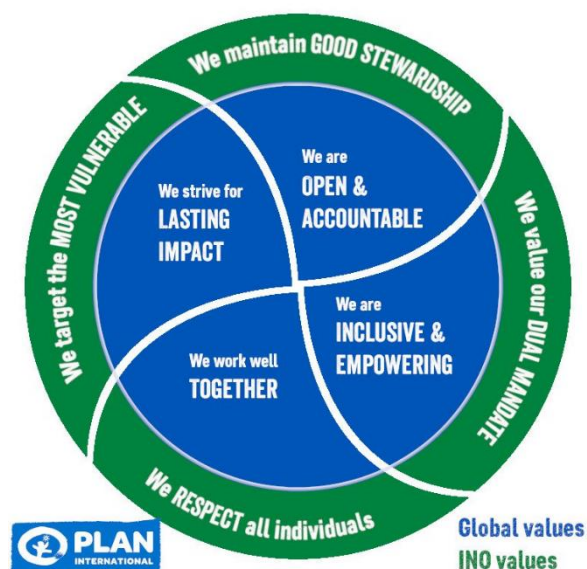 We maintain GOOD STEWARDSHIP
We target the MOST VULNERABLE
We value our DUAL MANDATE
We RESPECT all individuals
We strive for
LASTING
IMPACT
We are
OPEN &
ACCOUNTABLE
We work well
TOGETHER
We are
INCLUSIVE &
EMPOWERING
PLAN
INTERNATIONAL
Global values
INO values